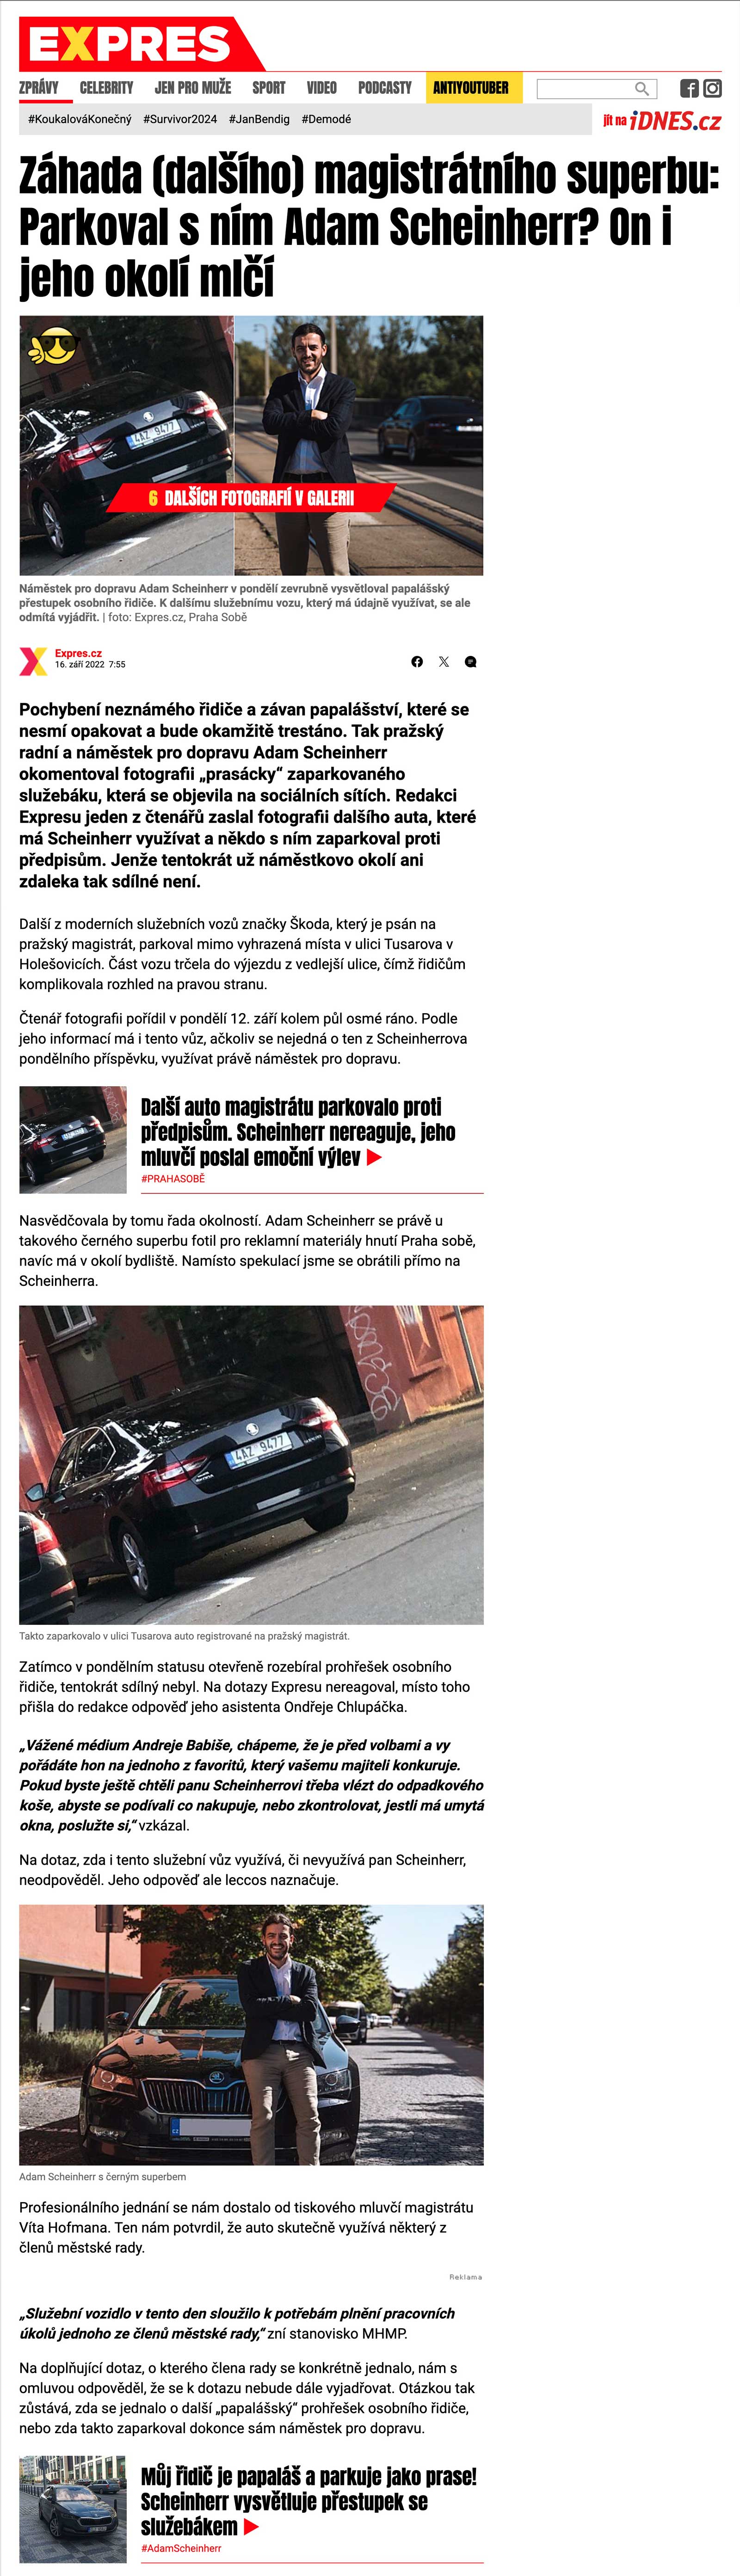 EXPRES
ZPRÁVY CELEBRITY JEN PRO MUŽE SPORT VIDEO PODCASTY ANTIYOUTUBER
#KoukalováKonečný #Survivor2024 #JanBendig #Demodé
jít na iDNES.cz
Záhada (dalšího) magistrátního superbu:
Parkoval s ním Adam Scheinherr? On i
jeho okolí mlčí
4AZ 9477
6 DALŠÍCH FOTOGRAFIÍ V GALERII
Náměstek pro dopravu Adam Scheinherr v pondělí zevrubně vysvětloval papalášský
přestupek osobního řidiče. K dalšímu služebnímu vozu, který má údajně využívat, se ale
odmítá vyjádřit. | foto: Expres.cz, Praha Sobě
Expres.cz
16. září 2022 7:55
Pochybení neznámého řidiče a závan papalášství, které se
nesmí opakovat a bude okamžitě trestáno. Tak pražský
radní a náměstek pro dopravu Adam Scheinherr
okomentoval fotografii „prasácky“ zaparkovaného
služebáku, která se objevila na sociálních sítích. Redakci
Expresu jeden z čtenářů zaslal fotografii dalšího auta, které
má Scheinherr využívat a někdo s ním zaparkoval proti
předpisům. Jenže tentokrát už náměstkovo okolí ani
zdaleka tak sdílné není.
Další z moderních služebních vozů značky Škoda, který je psán na
pražský magistrát, parkoval mimo vyhrazená místa v ulici Tusarova v
Holešovicích. Část vozu trčela do výjezdu z vedlejší ulice, čímž řidičům
komplikovala rozhled na pravou stranu.
Čtenář fotografii pořídil v pondělí 12. září kolem půl osmé ráno. Podle
jeho informací má i tento vůz, ačkoliv se nejedná o ten z Scheinherrova
pondělního příspěvku, využívat právě náměstek pro dopravu.
Další auto magistrátu parkovalo proti
předpisům. Scheinherr nereaguje, jeho
mluvčí poslal emoční výlev
#PRAHASOBĚ
Nasvědčovala by tomu řada okolností. Adam Scheinherr se právě u
takového černého superbu fotil pro reklamní materiály hnutí Praha sobě,
navíc má v okolí bydliště. Namísto spekulací jsme se obrátili přímo na
Scheinherra.
4AZ 9477
Takto zaparkovalo v ulici Tusarova auto registrované na pražský magistrát.
Zatímco v pondělním statusu otevřeně rozebíral prohřešek osobního
řidiče, tentokrát sdílný nebyl. Na dotazy Expresu nereagoval, místo toho
přišla do redakce odpověď jeho asistenta Ondřeje Chlupáčka.
„Vážené médium Andreje Babiše, chápeme, že je před volbami a vy
pořádáte hon na jednoho z favoritů, který vašemu majiteli konkuruje.
Pokud byste ještě chtěli panu Scheinherrovi třeba vlézt do odpadkového
koše, abyste se podívali co nakupuje, nebo zkontrolovat, jestli má umytá
okna, poslužte si,“ vzkázal.
Na dotaz, zda i tento služební vůz využívá, či nevyužívá pan Scheinherr,
neodpověděl. Jeho odpověď ale leccos naznačuje.
Adam Scheinherr s černým superbem
Profesionálního jednání se nám dostalo od tiskového mluvčí magistrátu
Víta Hofmana. Ten nám potvrdil, že auto skutečně využívá některý z
členů městské rady.
Reklama
„Služební vozidlo v tento den sloužilo k potřebám plnění pracovních
úkolů jednoho ze členů městské rady,“ zní stanovisko MHMP.
Na doplňující dotaz, o kterého člena rady se konkrétně jednalo, nám s
omluvou odpověděl, že se k dotazu nebude dále vyjadřovat. Otázkou tak
zůstává, zda se jednalo o další „papalášský“ prohřešek osobního řidiče,
nebo zda takto zaparkoval dokonce sám náměstek pro dopravu.
Můj řidič je papaláš a parkuje jako prase!
Scheinherr vysvětluje přestupek se
služebákem
#AdamScheinherr